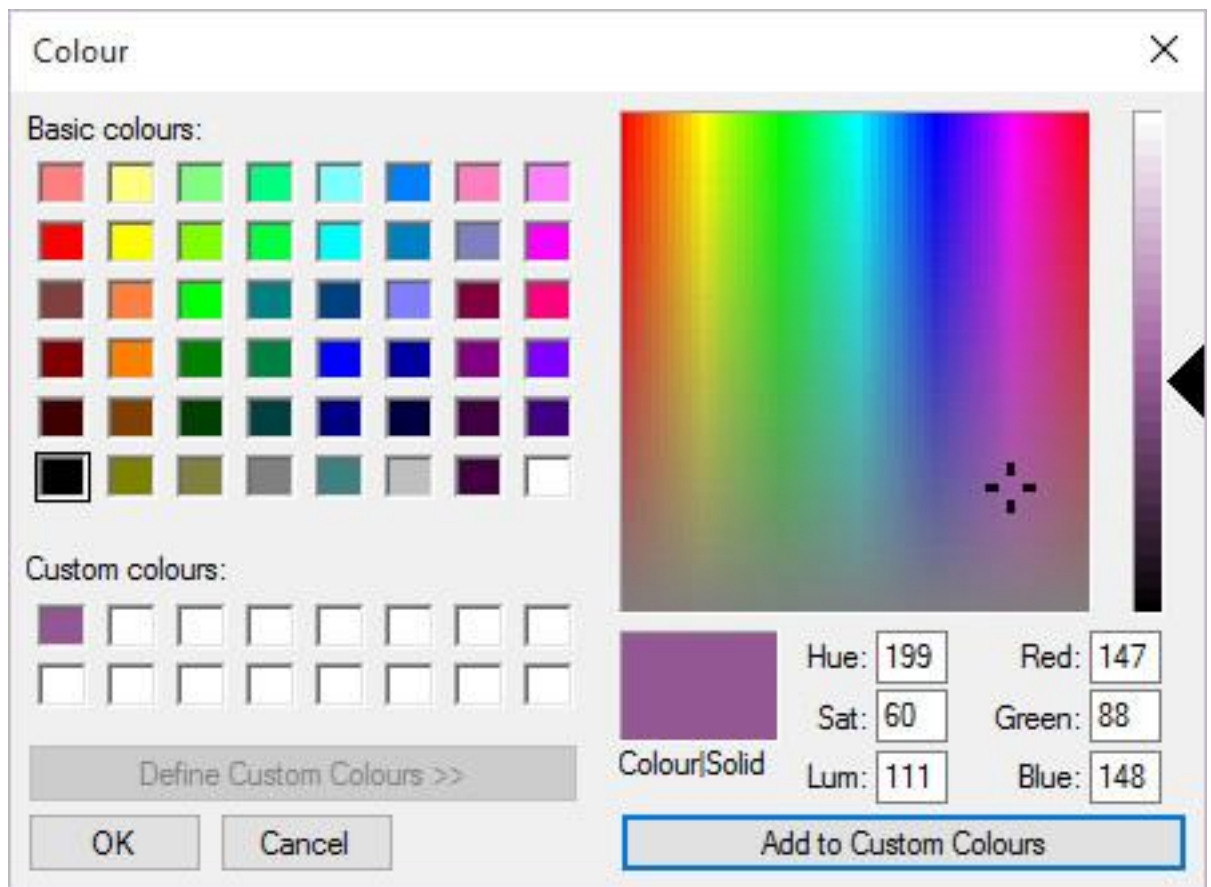 Colour
Basic colours:
Custom colours:
Define Custom Colours >>
OK Cancel
Colour|Solid
Hue: 199 Red: 147
Sat: 60 Green: 88
Lum: 111 Blue: 148
Add to Custom Colours